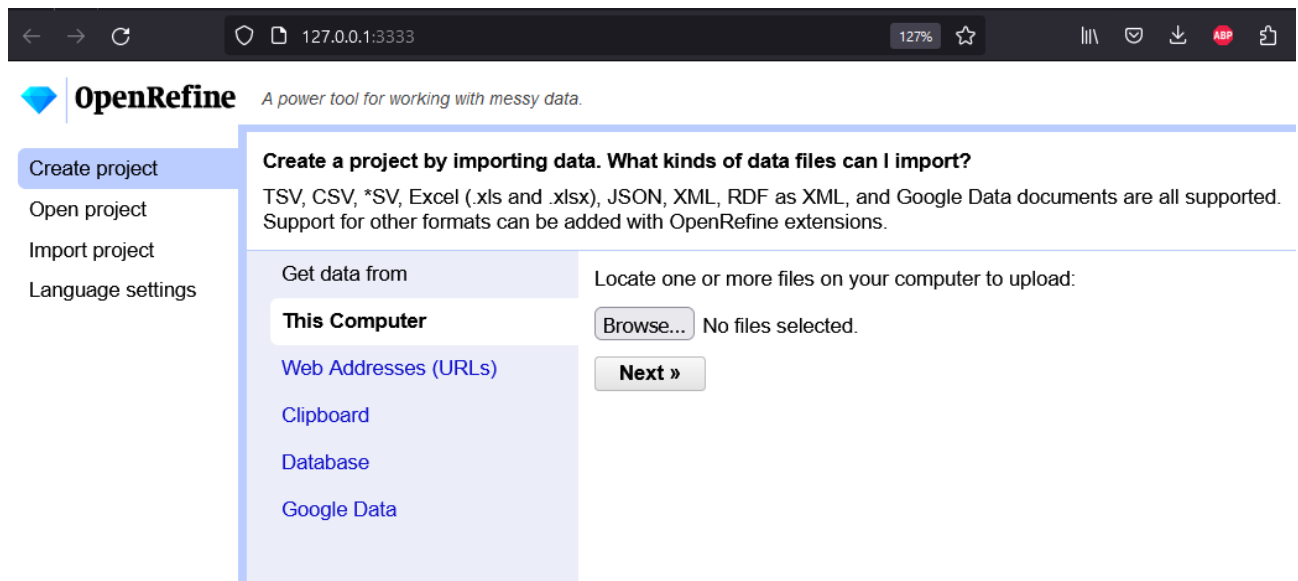 127.0.0.1:3333
127%
ABP
OpenRefine
A power tool for working with messy data.
Create project
Open project
Import project
Language settings
Create a project by importing data. What kinds of data files can I import?
TSV, CSV, *SV, Excel (.xls and .xlsx), JSON, XML, RDF as XML, and Google Data documents are all supported.
Support for other formats can be added with OpenRefine extensions.
Get data from
This Computer
Web Addresses (URLs)
Clipboard
Database
Google Data
Locate one or more files on your computer to upload:
Browse... No files selected.
Next »